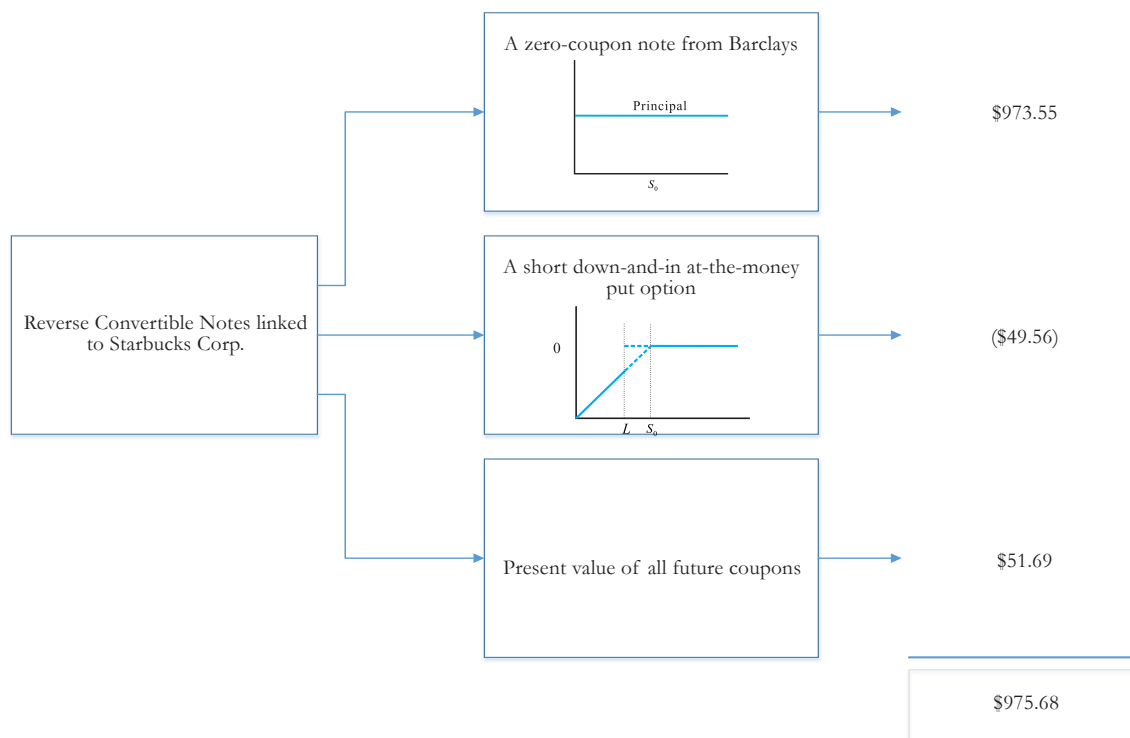 A zero-coupon note from Barclays
Principal
S₀
$973.55
Reverse Convertible Notes linked
to Starbucks Corp.
A short down-and-in at-the-money
put option
0
L S₀
($49.56)
Present value of all future coupons
$51.69
$975.68